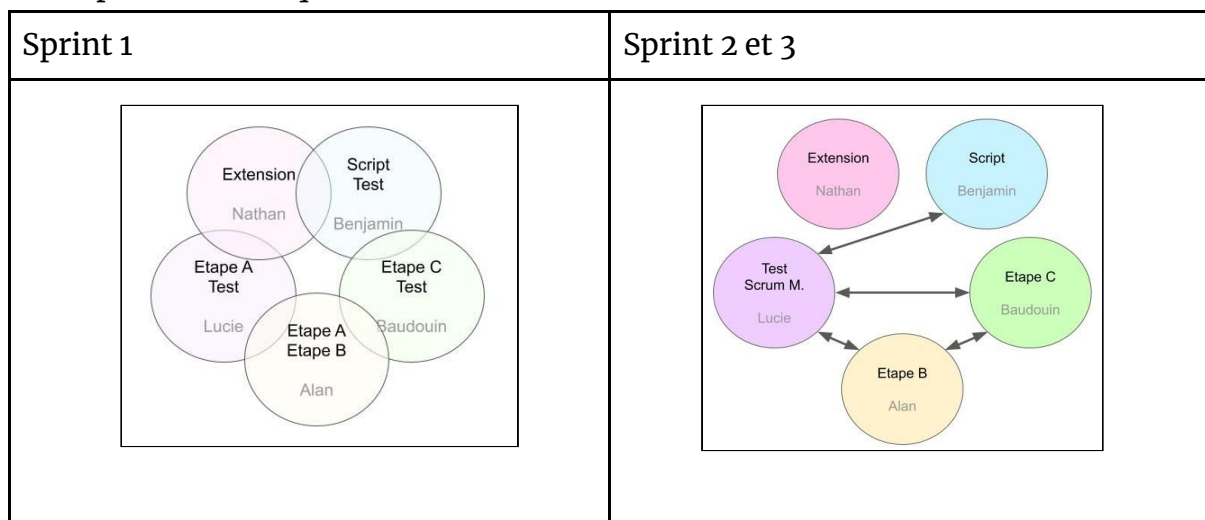 Sprint 1
Sprint 2 et 3
Extension
Nathan
Script
Test
Benjamin
Etape A
Test
Lucie
Etape C
Test
Baudouin
Etape A
Etape B
Alan
Extension
Nathan
Script
Benjamin
Test
Scrum M.
Lucie
Etape C
Baudouin
Etape B
Alan